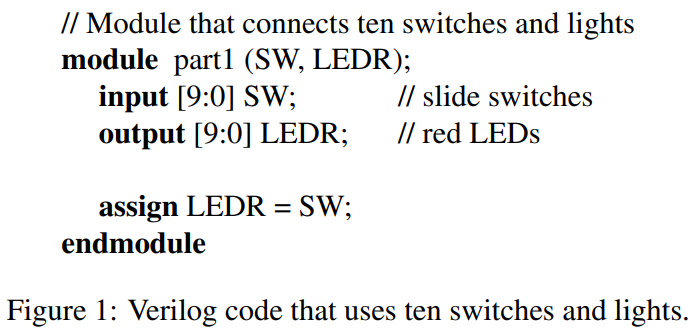 // Module that connects ten switches and lights
module part1 (SW, LEDR);
input [9:0] SW; // slide switches
output [9:0] LEDR; // red LEDs
assign LEDR = SW;
endmodule
Figure 1: Verilog code that uses ten switches and lights.